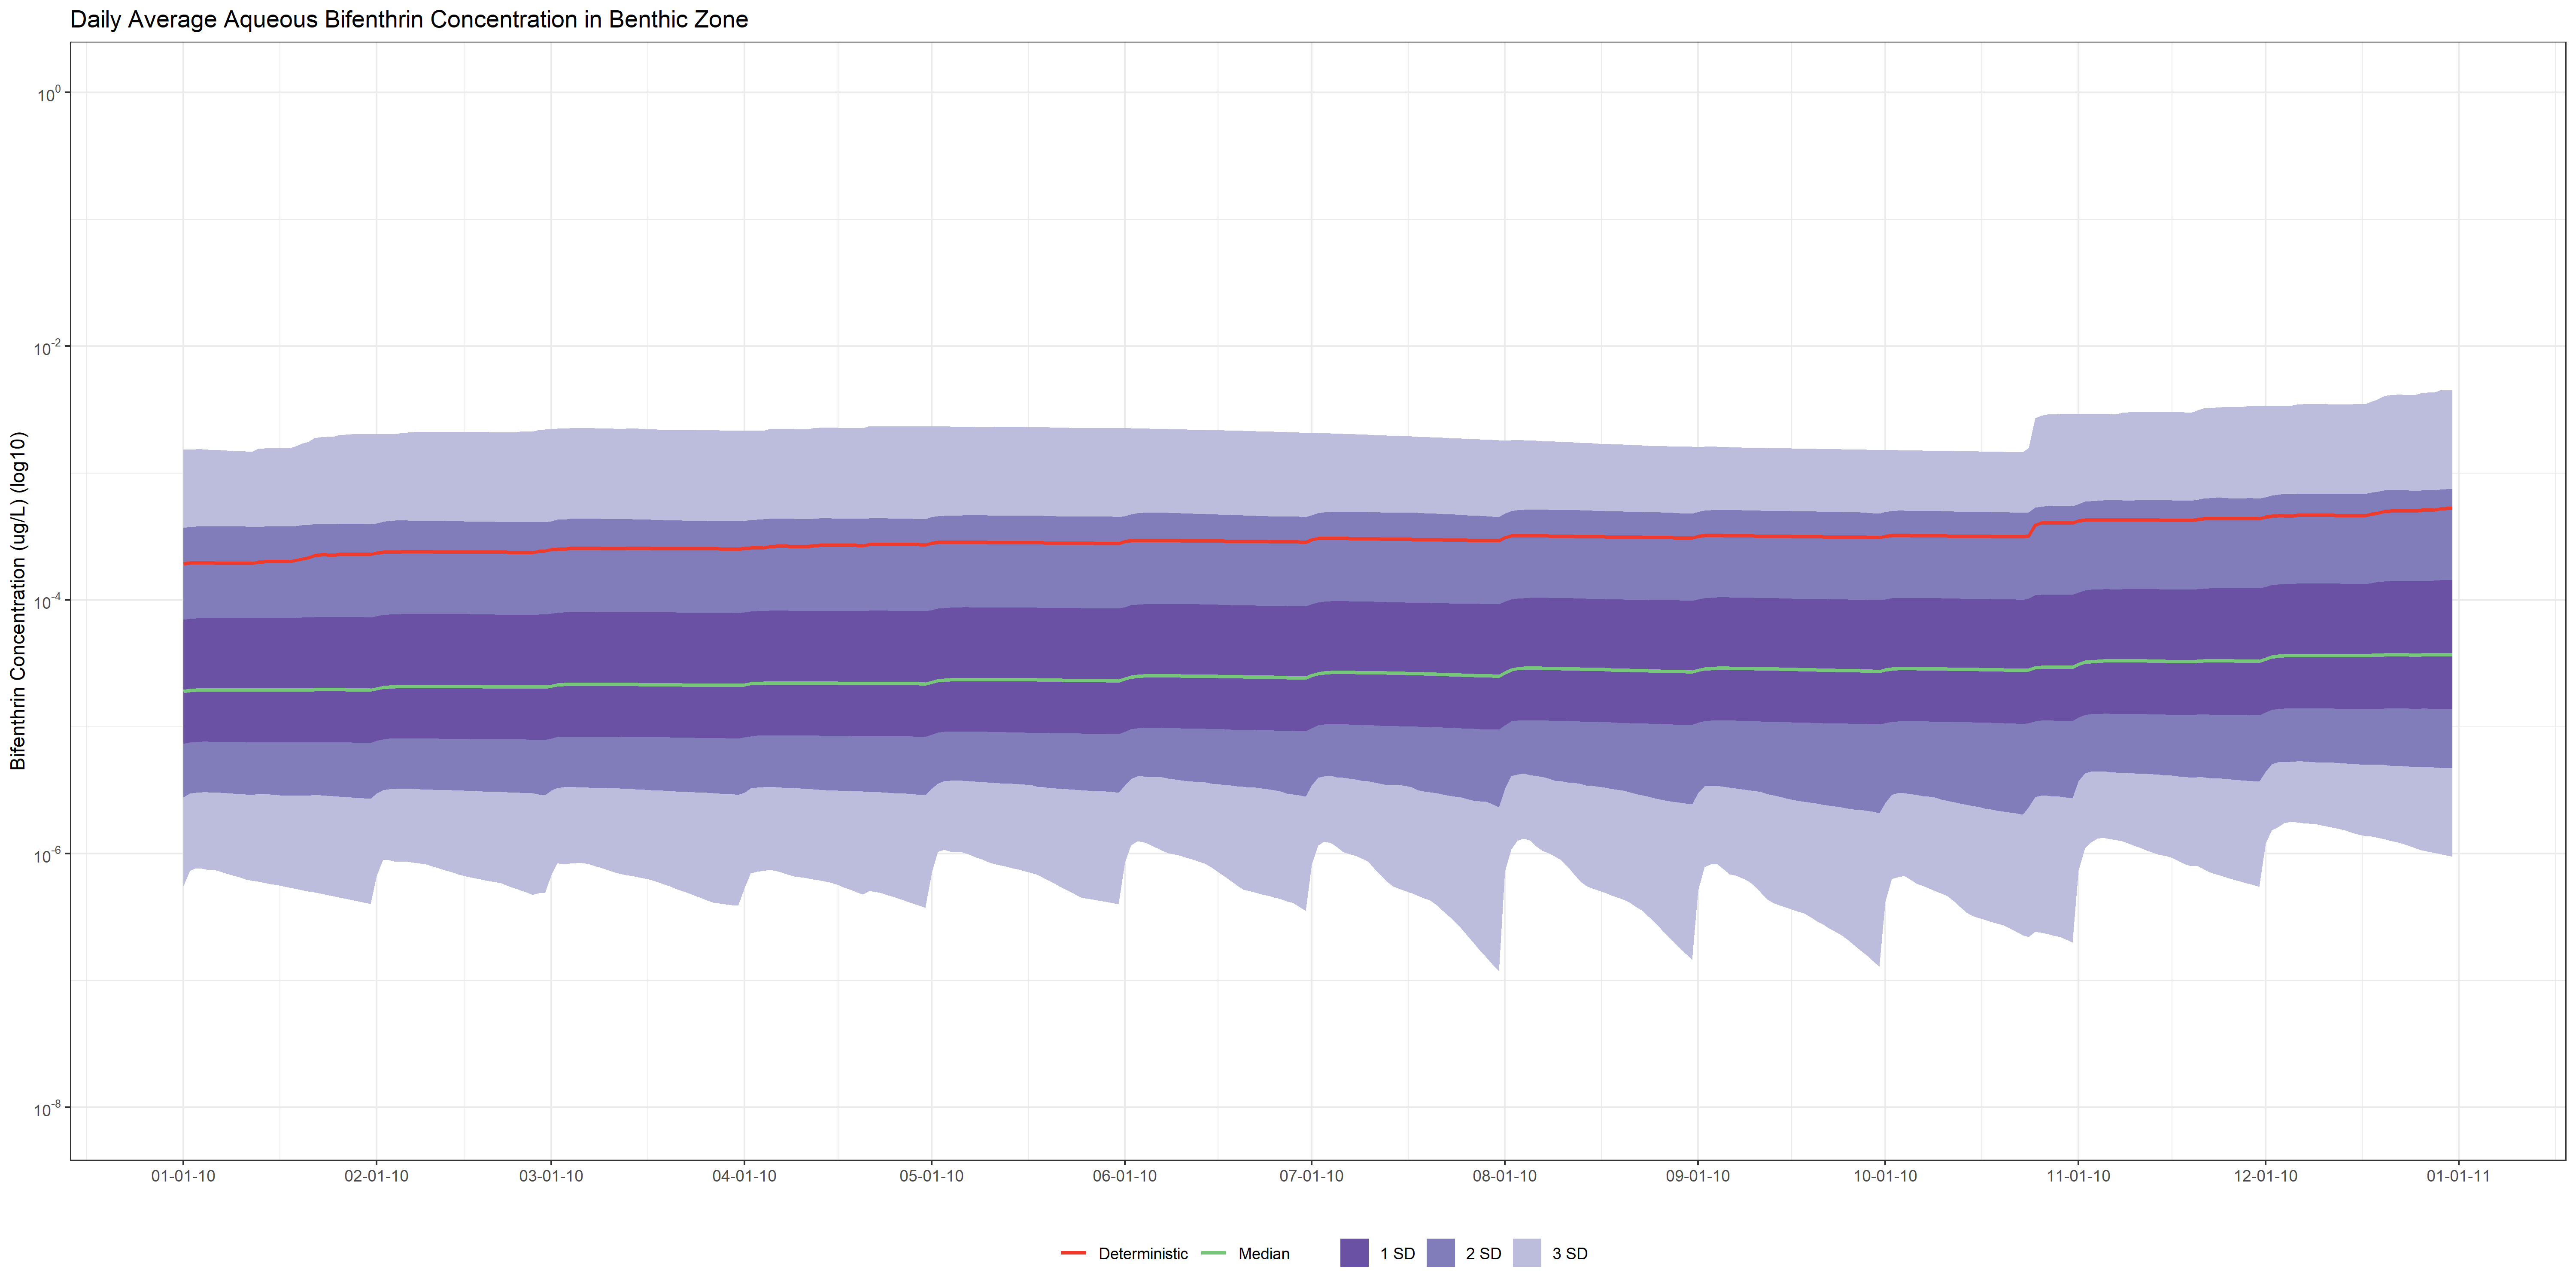 Daily Average Aqueous Bifenthrin Concentration in Benthic Zone
Bifenthrin Concentration (ug/L) (log10)
10⁰
10⁻²
10⁻⁴
10⁻⁶
10⁻⁸
01-01-10 02-01-10 03-01-10 04-01-10 05-01-10 06-01-10 07-01-10 08-01-10 09-01-10 10-01-10 11-01-10 12-01-10 01-01-11
Deterministic Median 1 SD 2 SD 3 SD